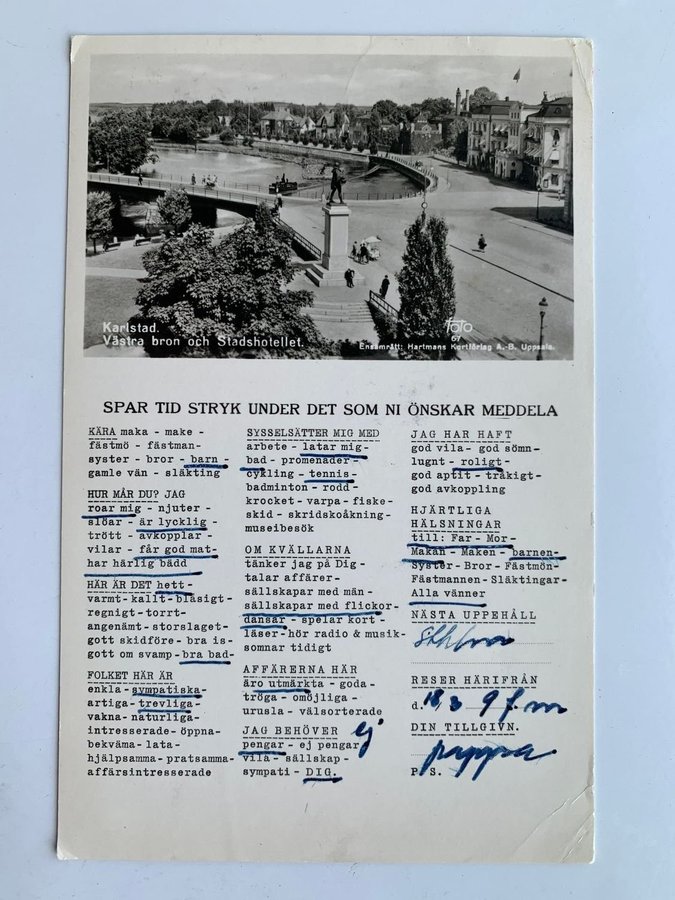 Karlstad.
Västra bron och Stadshotellet.
foto
67
Ensamrätt: Hartmans Kortförlag A.-B. Uppsala.
SPAR TID STRYK UNDER DET SOM NI ÖNSKAR MEDDELA
KÄRA maka - make -
fästmö - fästman-
syster - bror - barn -
gamle vän - släkting
HUR MÅR DU? JAG
roar mig - njuter -
slöar - är lycklig -
trött - avkopplar -
vilar - får god mat-
har härlig bädd
HÄR ÄR DET hett-
varmt- kallt- blåsigt-
regnigt - torrt-
angenämt - storslaget-
gott skidföre - bra is-
gott om svamp - bra bad-
FOLKET HÄR ÄR
enkla - sympatiska-
artiga - trevliga-
vakna- naturliga-
intresserade- öppna-
bekväma - lata-
hjälpsamma - pratsamma-
affärsintresserade
SYSSELSÄTTER MIG MED
arbete - latar mig-
bad - promenader-
cykling - tennis-
badminton - rodd-
krocket - varpa - fiske-
skid - skridskoåkning-
museibesök
OM KVÄLLARNA
tänker jag på Dig -
talar affärer-
sällskapar med män-
sällskapar med flickor-
dansar - spelar kort -
läser - hör radio & musik-
somnar tidigt
AFFÄRERNA HÄR
äro utmärkta - goda-
tröga - omöjliga-
urusla - välsorterade
JAG BEHÖVER ej
pengar - ej pengar-
vila- sällskap-
sympati - DIG.
JAG HAR HAFT
god vila- god sömn-
lugnt - roligt-
god aptit - tråkigt-
god avkoppling
HJÄRTLIGA
HÄLSNINGAR
till: Far - Mor-
Makan - Maken - barnen-
Syster - Bror - Fästmön-
Fästmannen - Släktingar-
Alla vänner
NÄSTA UPPEHÅLL
RESER HÄRIFRÅN
d. 18/8 9 f m
DIN TILLGIVN.
pappa
P.S.